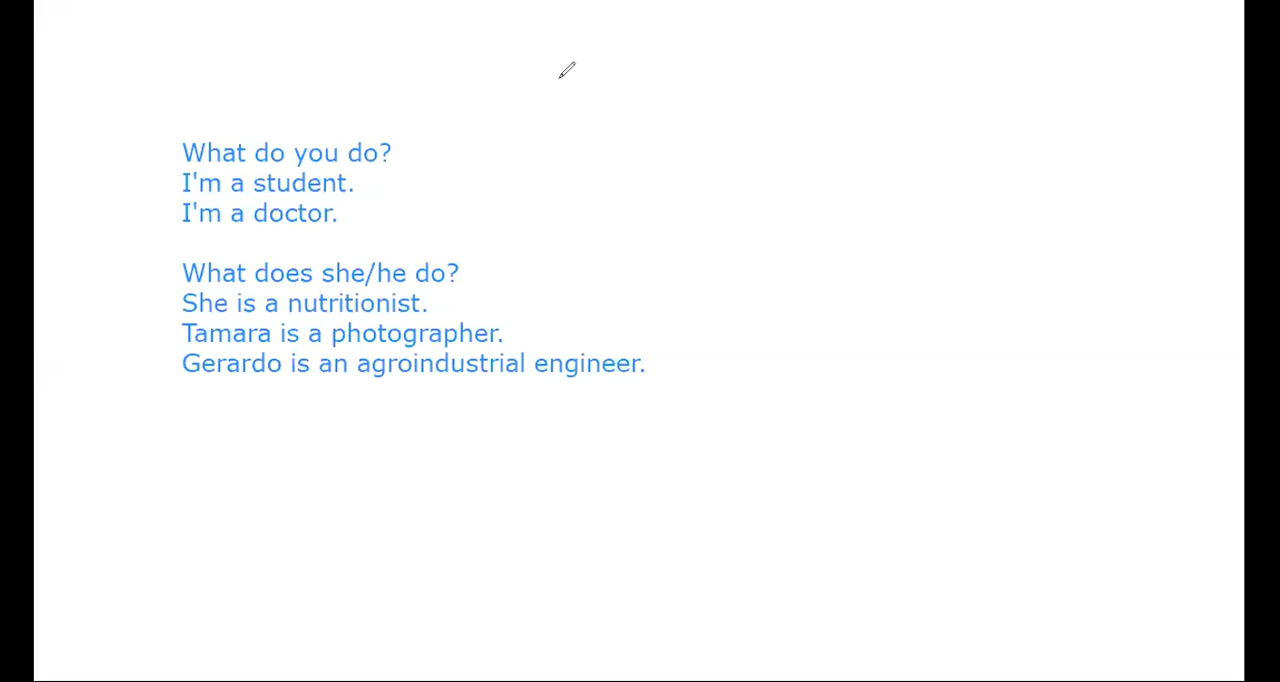 What do you do?
I'm a student.
I'm a doctor.
What does she/he do?
She is a nutritionist.
Tamara is a photographer.
Gerardo is an agroindustrial engineer.